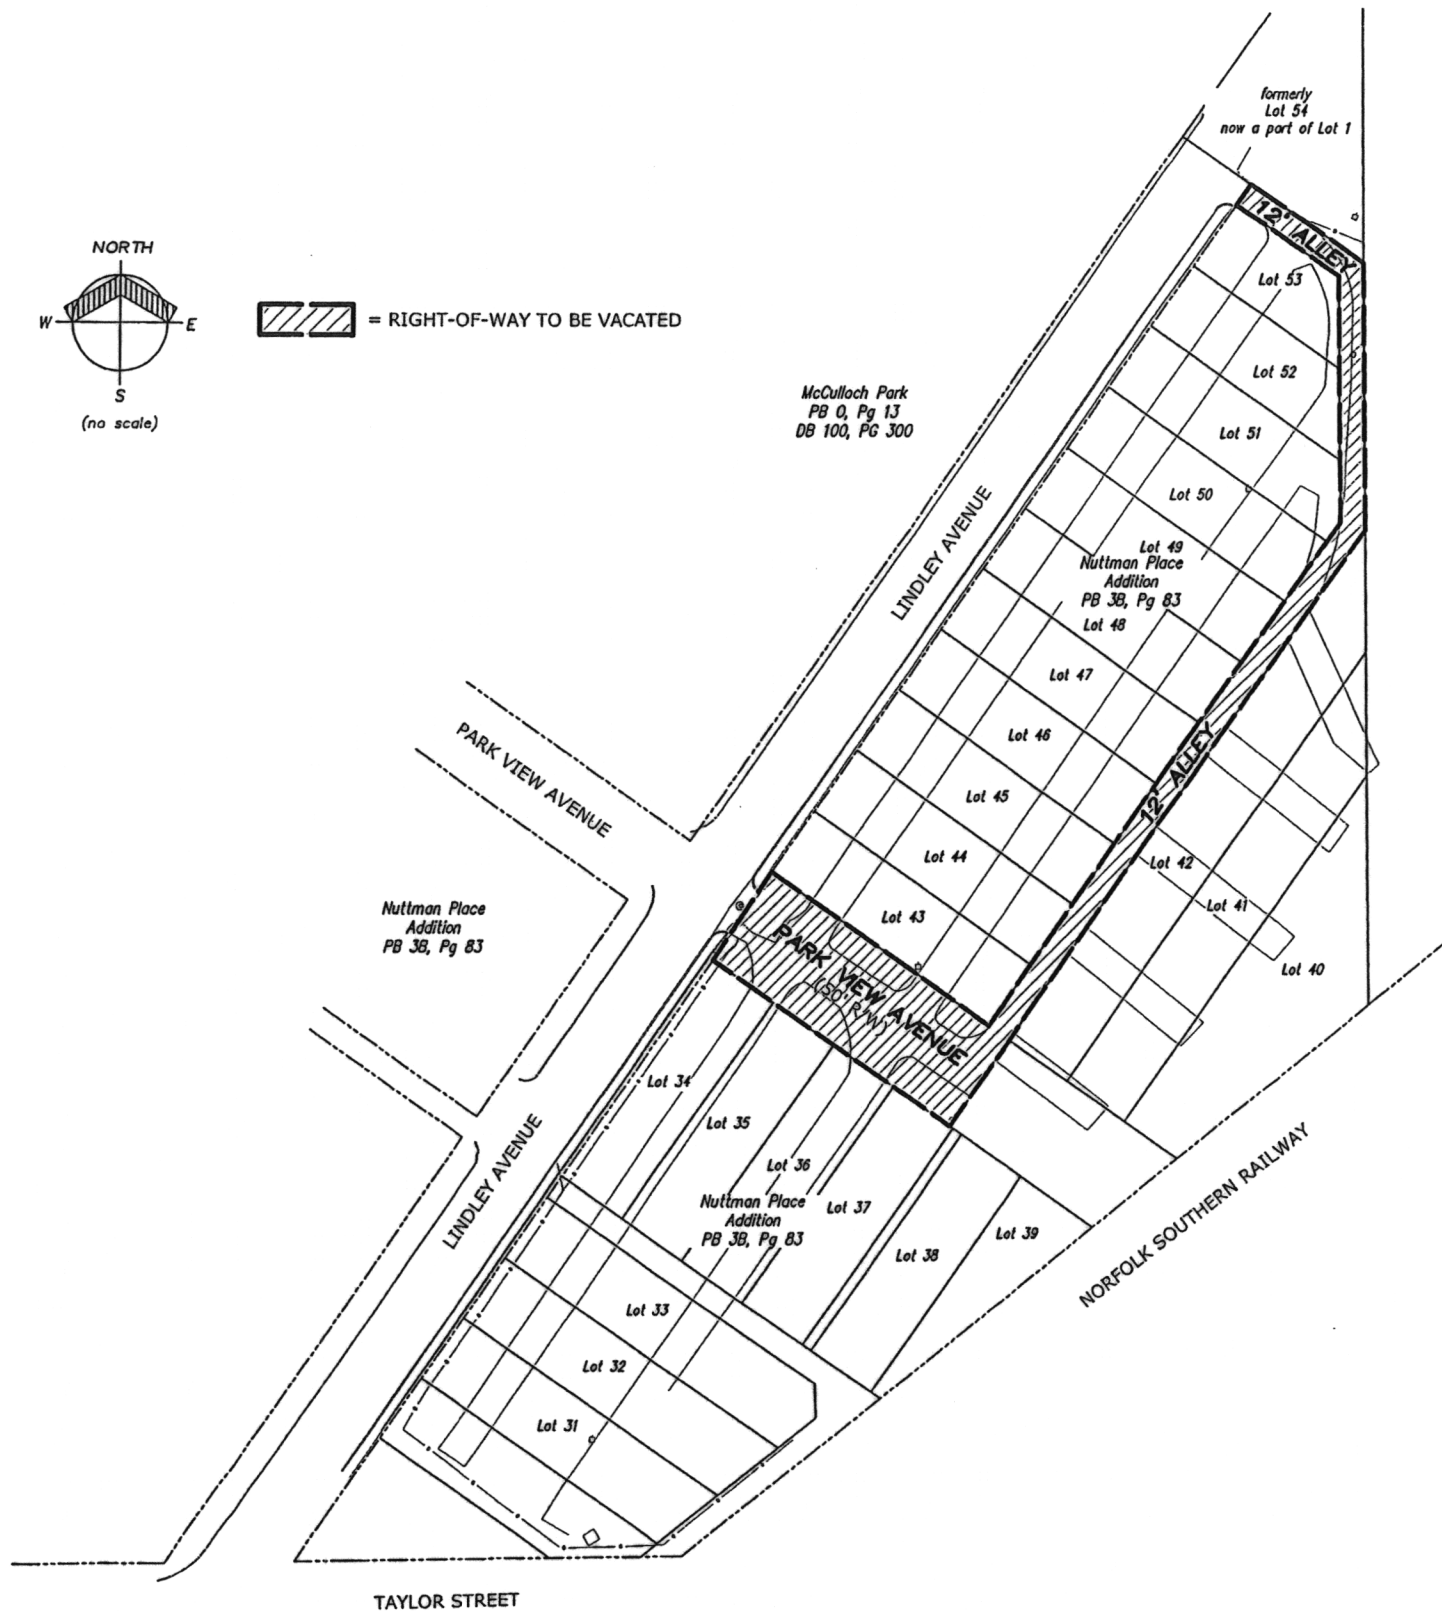 formerly
Lot 54
now a part of Lot 1
12' ALLEY
NORTH
W
E
S
(no scale)
= RIGHT-OF-WAY TO BE VACATED
Lot 53
Lot 52
McCulloch Park
PB O, Pg 13
DB 100, PG 300
Lot 51
Lot 50
LINDLEY AVENUE
Lot 49
Nuttman Place
Addition
PB 3B, Pg 83
Lot 48
Lot 47
Lot 46
12' ALLEY
PARK VIEW AVENUE
Lot 45
Lot 44
Lot 42
Lot 41
Lot 43
Nuttman Place
Addition
PB 3B, Pg 83
PARK VIEW AVENUE
(50' R/W)
Lot 40
Lot 34
Lot 35
Lot 36
Nuttman Place
Addition
PB 3B, Pg 83
Lot 37
Lot 38
Lot 39
LINDLEY AVENUE
NORFOLK SOUTHERN RAILWAY
Lot 33
Lot 32
Lot 31
TAYLOR STREET